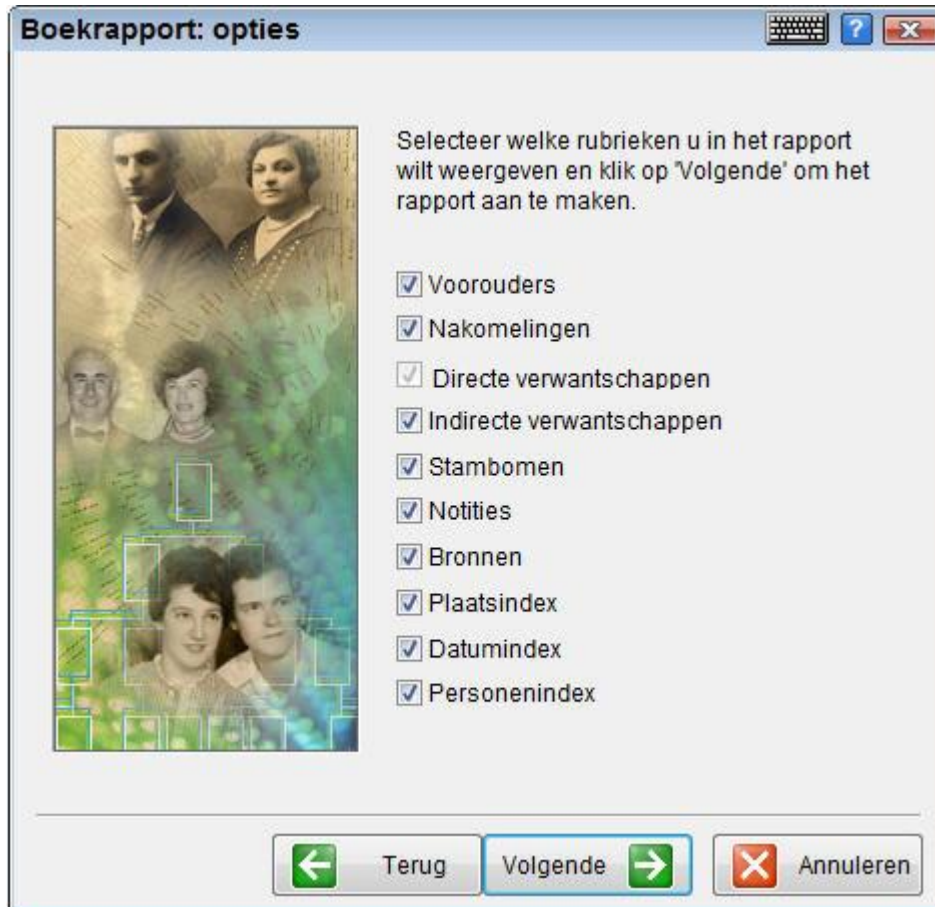 Boekrapport: opties
?
Selecteer welke rubrieken u in het rapport
wilt weergeven en klik op 'Volgende' om het
rapport aan te maken.
Voorouders
Nakomelingen
Directe verwantschappen
Indirecte verwantschappen
Stambomen
Notities
Bronnen
Plaatsindex
Datumindex
Personenindex
Terug
Volgende
Annuleren